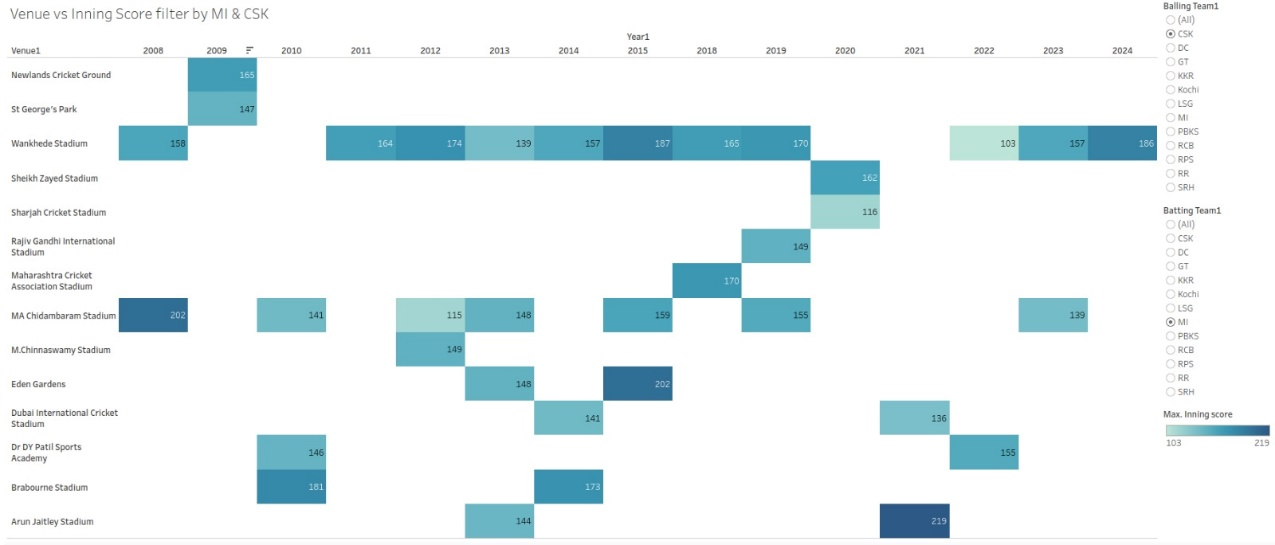 Venue vs Inning Score filter by MI & CSK
Year1
Venue1 2008 2009 2010 2011 2012 2013 2014 2015 2018 2019 2020 2021 2022 2023 2024
Newlands Cricket Ground 165
St George's Park 147
Wankhede Stadium 158 164 174 139 157 187 165 170 103 157 186
Sheikh Zayed Stadium 162
Sharjah Cricket Stadium 116
Rajiv Gandhi International
Stadium 149
Maharashtra Cricket
Association Stadium 170
MA Chidambaram Stadium 202 141 115 148 159 155 139
M.Chinnaswamy Stadium 149
Eden Gardens 148 202
Dubai International Cricket
Stadium 141 136
Dr DY Patil Sports
Academy 146 155
Brabourne Stadium 181 173
Arun Jaitley Stadium 144 219
Balling Team1
(All)
CSK
DC
GT
KKR
Kochi
LSG
MI
PBKS
RCB
RPS
RR
SRH
Batting Team1
(All)
CSK
DC
GT
KKR
Kochi
LSG
MI
PBKS
RCB
RPS
RR
SRH
Max. Inning score
103 219